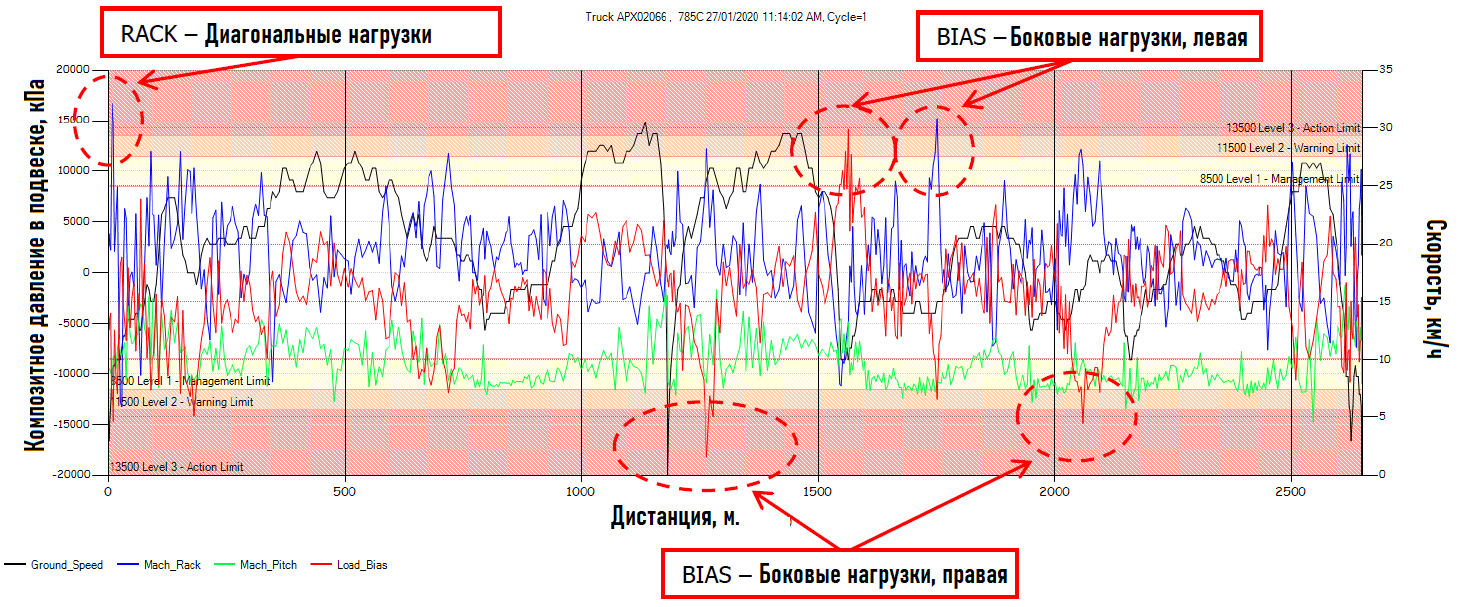 Truck APX02066 , 785C 27/01/2020 11:14:02 AM, Cycle=1
RACK – Диагональные нагрузки
BIAS – Боковые нагрузки, левая
Композитное давление в подвеске, кПа
20000
15000
10000
5000
0
-5000
-10000
-15000
-20000
35
30
25
20
15
10
5
0
Скорость, км/ч
13500 Level 3 - Action Limit
11500 Level 2 - Warning Limit
8500 Level 1 - Management Limit
8500 Level 1 - Management Limit
11500 Level 2 - Warning Limit
13500 Level 3 - Action Limit
0 500 1000 1500 2000 2500
Дистанция, м.
BIAS – Боковые нагрузки, правая
Ground_Speed Mach_Rack Mach_Pitch Load_Bias